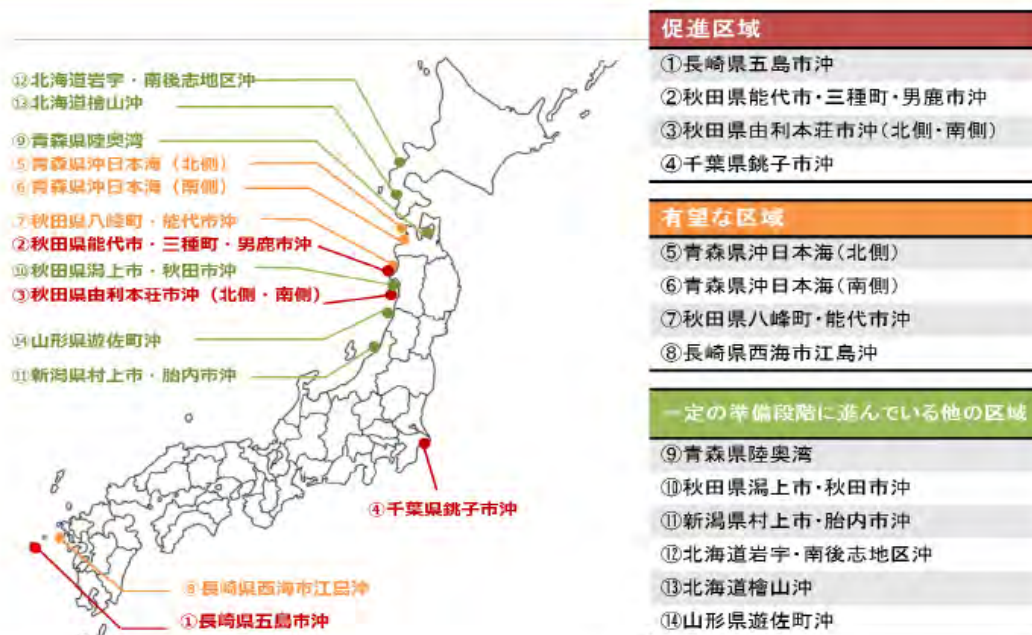 ⑫北海道岩宇・南後志地区沖
⑬北海道檜山沖
⑨青森県陸奥湾
⑤青森県沖日本海（北側）
⑥青森県沖日本海（南側）
⑦秋田県八峰町・能代市沖
②秋田県能代市・三種町・男鹿市沖
⑩秋田県潟上市・秋田市沖
③秋田県由利本荘市沖（北側・南側）
⑭山形県遊佐町沖
⑪新潟県村上市・胎内市沖
④千葉県銚子市沖
⑧長崎県西海市江島沖
①長崎県五島市沖
促進区域
①長崎県五島市沖
②秋田県能代市・三種町・男鹿市沖
③秋田県由利本荘市沖(北側・南側)
④千葉県銚子市沖
有望な区域
⑤青森県沖日本海(北側)
⑥青森県沖日本海(南側)
⑦秋田県八峰町・能代市沖
⑧長崎県西海市江島沖
一定の準備段階に進んでいる他の区域
⑨青森県陸奥湾
⑩秋田県潟上市・秋田市沖
⑪新潟県村上市・胎内市沖
⑫北海道岩宇・南後志地区沖
⑬北海道檜山沖
⑭山形県遊佐町沖